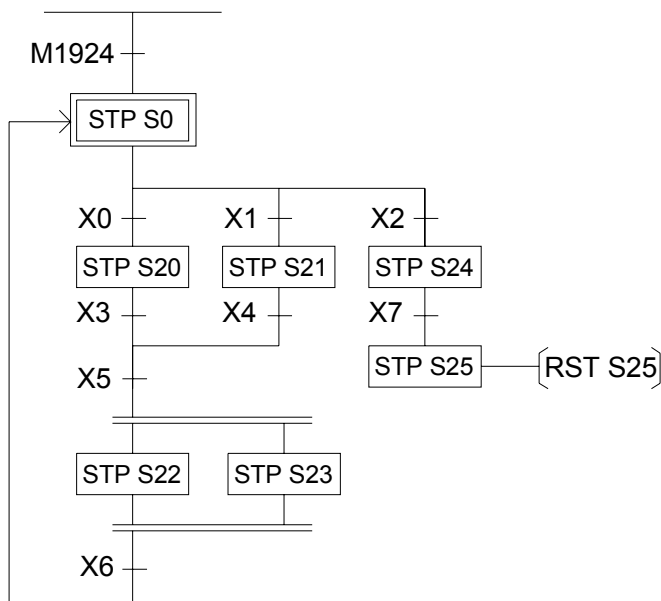 M1924
STP S0
X0 X1 X2
STP S20 STP S21 STP S24
X3 X4 X7
STP S25 RST S25
X5
STP S22 STP S23
X6